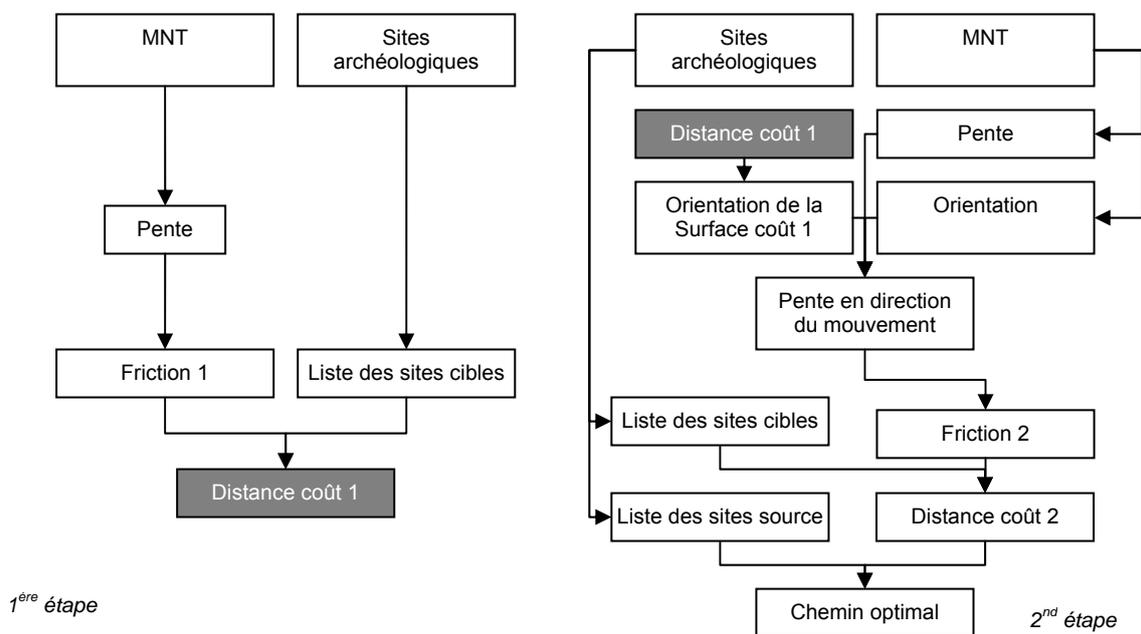 MNT
Sites
archéologiques
Pente
Friction 1
Liste des sites cibles
Distance coût 1
1ère étape
Sites
archéologiques
MNT
Distance coût 1
Pente
Orientation de la
Surface coût 1
Orientation
Pente en direction
du mouvement
Liste des sites cibles
Friction 2
Liste des sites source
Distance coût 2
Chemin optimal
2nd étape